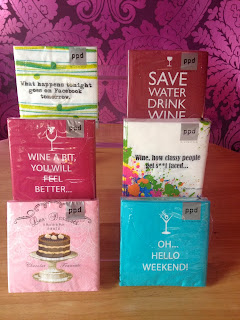 ppd
What happens tonight
goes on Facebook
tomorrow.
ppd
SAVE
WATER
DRINK
WINE
ppd
WINE A BIT,
YOU WILL
FEEL
BETTER...
ppd
Wine, how classy people
get s**t faced...
ppd
ppd
OH...
HELLO
WEEKEND!